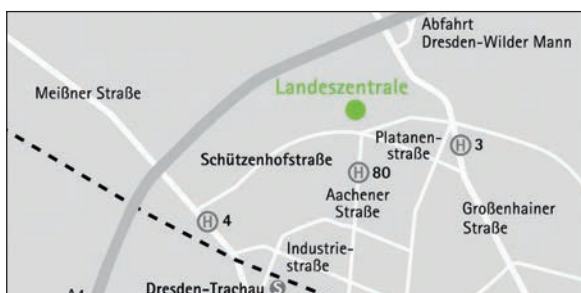 Abfahrt
Dresden-Wilder Mann
Landeszentrale
Meißner Straße
Platanen-
straße
H 3
Schützenhofstraße
H 80
Aachener
Straße
Großenhainer
Straße
H 4
Industrie-
straße
Dresden-Trachau S
A4